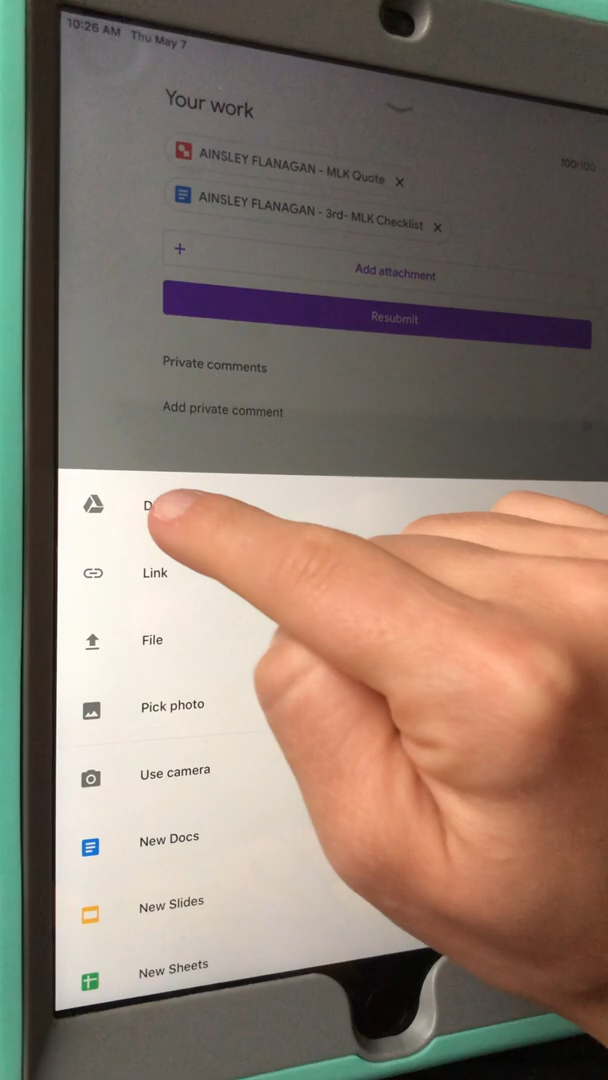 10:26 AM Thu May 7
Your work
100/100
AINSLEY FLANAGAN - MLK Quote
AINSLEY FLANAGAN - 3rd- MLK Checklist
Add attachment
Resubmit
Private comments
Add private comment
Link
File
Pick photo
Use camera
New Docs
New Slides
New Sheets